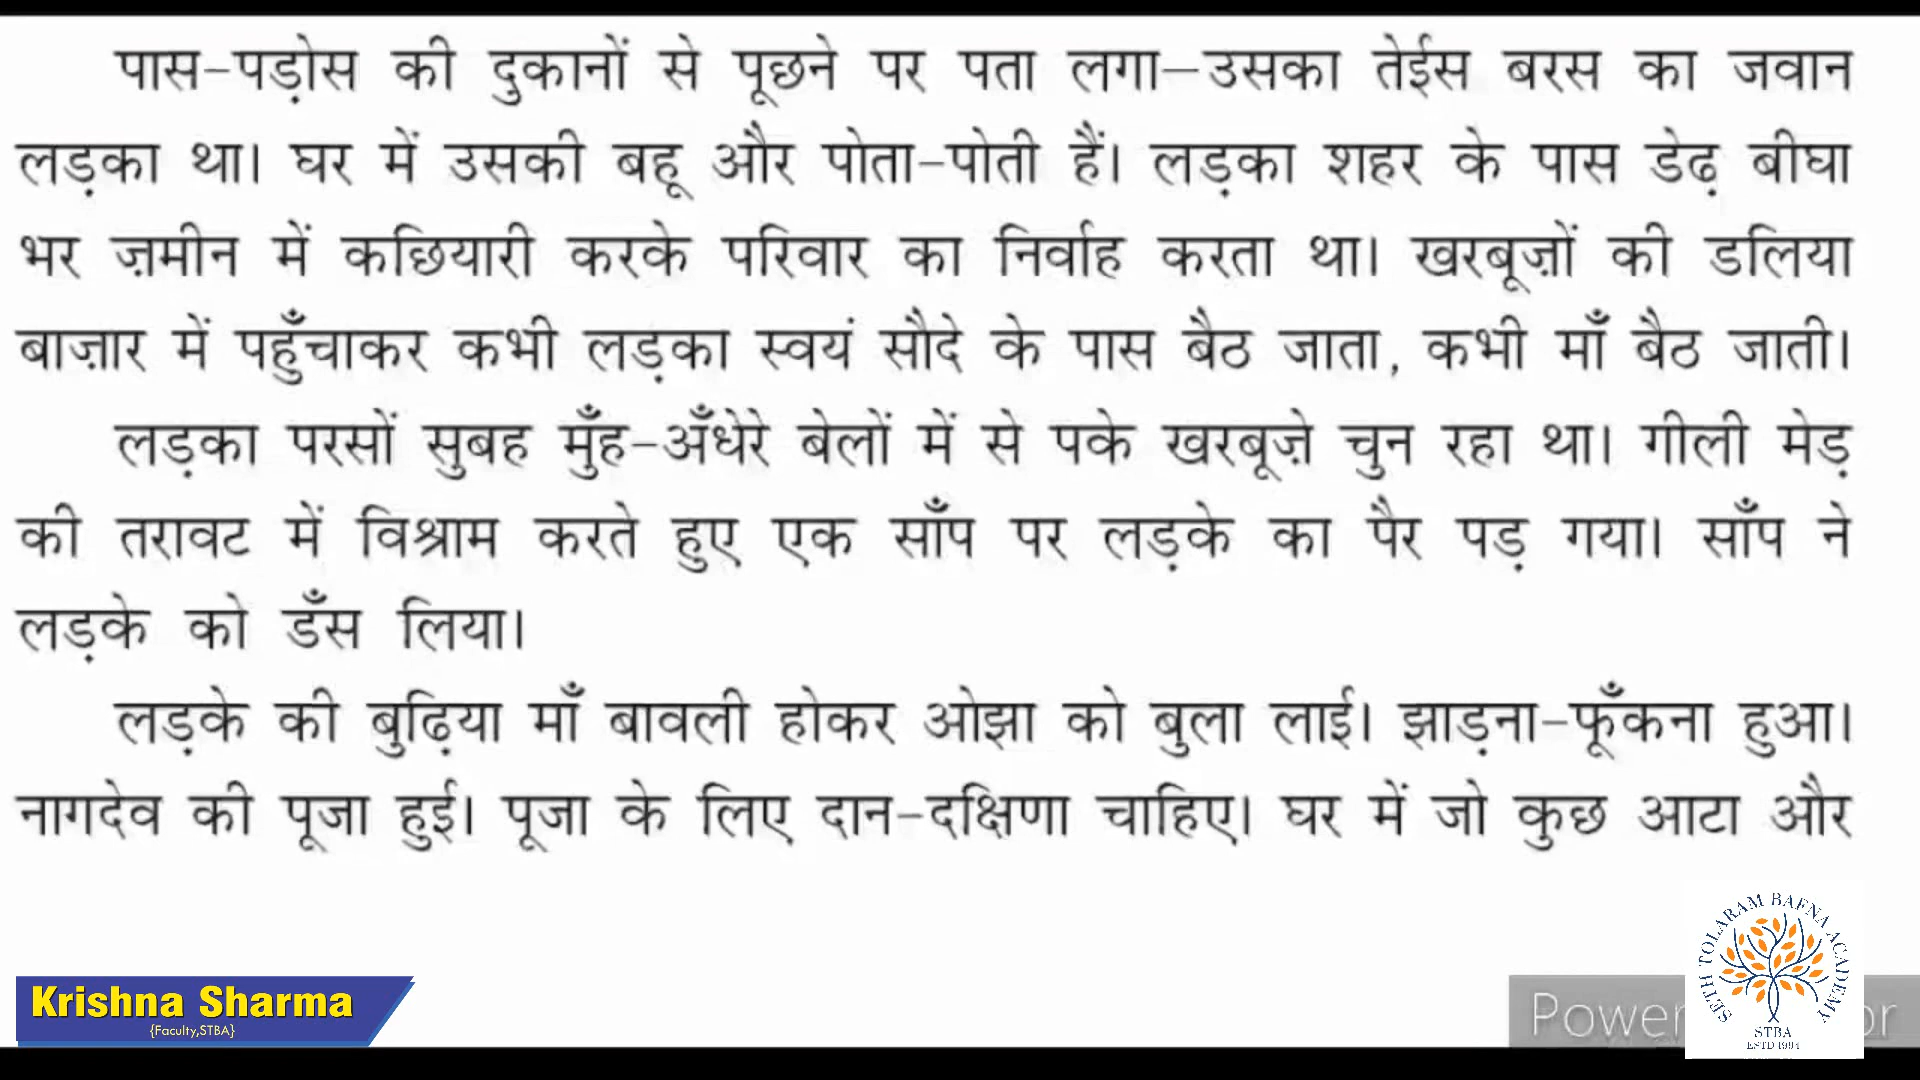 पास-पड़ोस की दुकानों से पूछने पर पता लगा—उसका तेईस बरस का जवान
लड़का था। घर में उसकी बहू और पोता-पोती हैं। लड़का शहर के पास डेढ़ बीघा
भर ज़मीन में कछियारी करके परिवार का निर्वाह करता था। खरबूज़ों की डलिया
बाज़ार में पहुँचाकर कभी लड़का स्वयं सौदे के पास बैठ जाता, कभी माँ बैठ जाती।
लड़का परसों सुबह मुँह-अँधेरे बेलों में से पके खरबूज़े चुन रहा था। गीली मेड़
की तरावट में विश्राम करते हुए एक साँप पर लड़के का पैर पड़ गया। साँप ने
लड़के को डँस लिया।
लड़के की बुढ़िया माँ बावली होकर ओझा को बुला लाई। झाड़ना-फूँकना हुआ।
नागदेव की पूजा हुई। पूजा के लिए दान-दक्षिणा चाहिए। घर में जो कुछ आटा और
Krishna Sharma
{Faculty,STBA}
SETH TOLARAM BAFNA ACADEMY
STBA
ESTD 1994